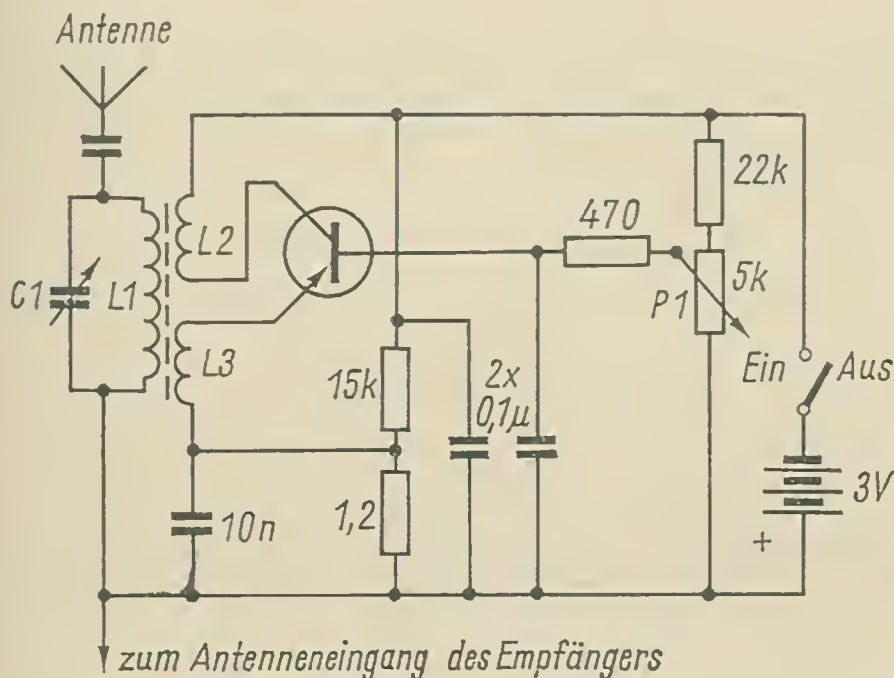 Antenne
C1
L1
L2
L3
15k
1,2
10n
2x
0,1µ
470
22k
5k
P1
Ein
Aus
3V
+
zum Antenneneingang des Empfängers